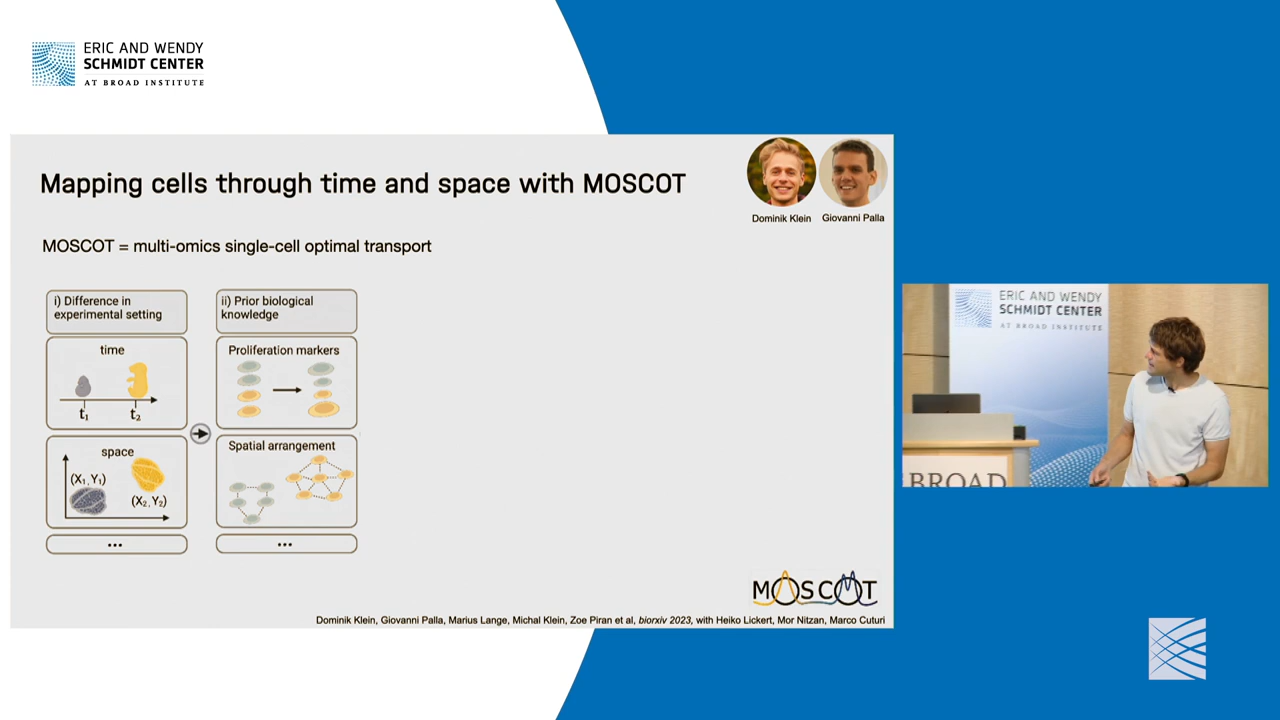 ERIC AND WENDY
SCHMIDT CENTER
AT BROAD INSTITUTE
Mapping cells through time and space with MOSCOT
Dominik Klein
Giovanni Palla
MOSCOT = multi-omics single-cell optimal transport
i) Difference in
experimental setting
ii) Prior biological
knowledge
time
t₁
t₂
Proliferation markers
space
(X₁, Y₁)
(X₂, Y₂)
Spatial arrangement
...
...
MOSCOT
Dominik Klein, Giovanni Palla, Marius Lange, Michal Klein, Zoe Piran et al, biorxiv 2023, with Heiko Lickert, Mor Nitzan, Marco Cuturi
ERIC AND WENDY
SCHMIDT CENTER
AT BROAD INSTITUTE
BROAD